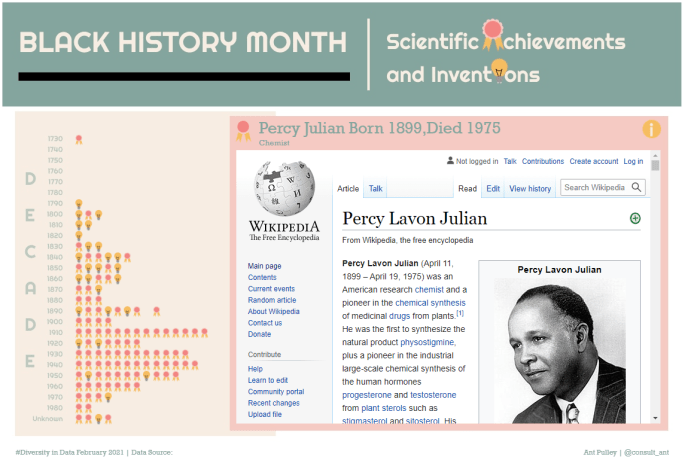 BLACK HISTORY MONTH
Scientific Achievements
and Inventions
DECADE
1730
1740
1750
1760
1770
1780
1790
1800
1810
1820
1830
1840
1850
1860
1870
1880
1890
1900
1910
1920
1930
1940
1950
1960
1970
1980
Unknown
Percy Julian Born 1899,Died 1975
Chemist
i
WIKIPEDIA
The Free Encyclopedia
Main page
Contents
Current events
Random article
About Wikipedia
Contact us
Donate
Contribute
Help
Learn to edit
Community portal
Recent changes
Upload file
Not logged in Talk Contributions Create account Log in
Article Talk Read Edit View history Search Wikipedia
Percy Lavon Julian
From Wikipedia, the free encyclopedia
Percy Lavon Julian (April 11,
1899 – April 19, 1975) was an
American research chemist and a
pioneer in the chemical synthesis
of medicinal drugs from plants.[1]
He was the first to synthesize the
natural product physostigmine,
plus a pioneer in the industrial
large-scale chemical synthesis of
the human hormones
progesterone and testosterone
from plant sterols such as
stigmasterol and sitosterol. His
Percy Lavon Julian
#Diversity in Data February 2021 | Data Source:
Ant Pulley | @consult_ant